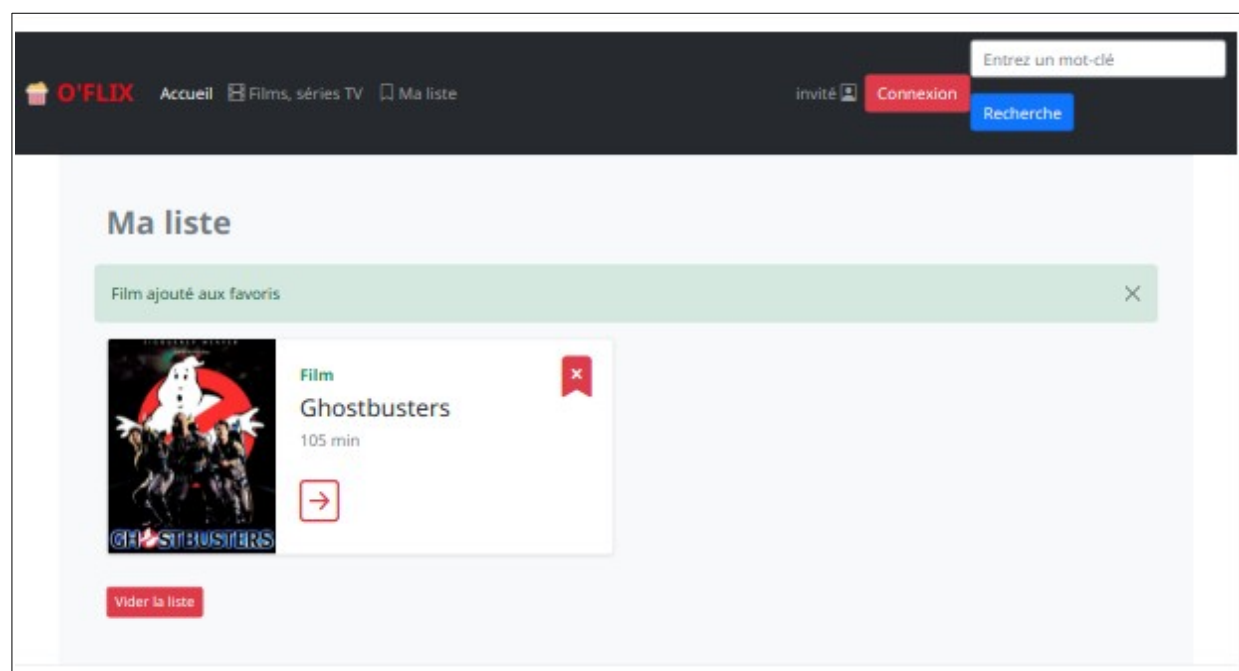 O'FLIX Accueil Films, séries TV Ma liste invité Connexion
Entrez un mot-clé
Recherche
Ma liste
Film ajouté aux favoris
Film
Ghostbusters
105 min
GHOSTBUSTERS
Vider la liste